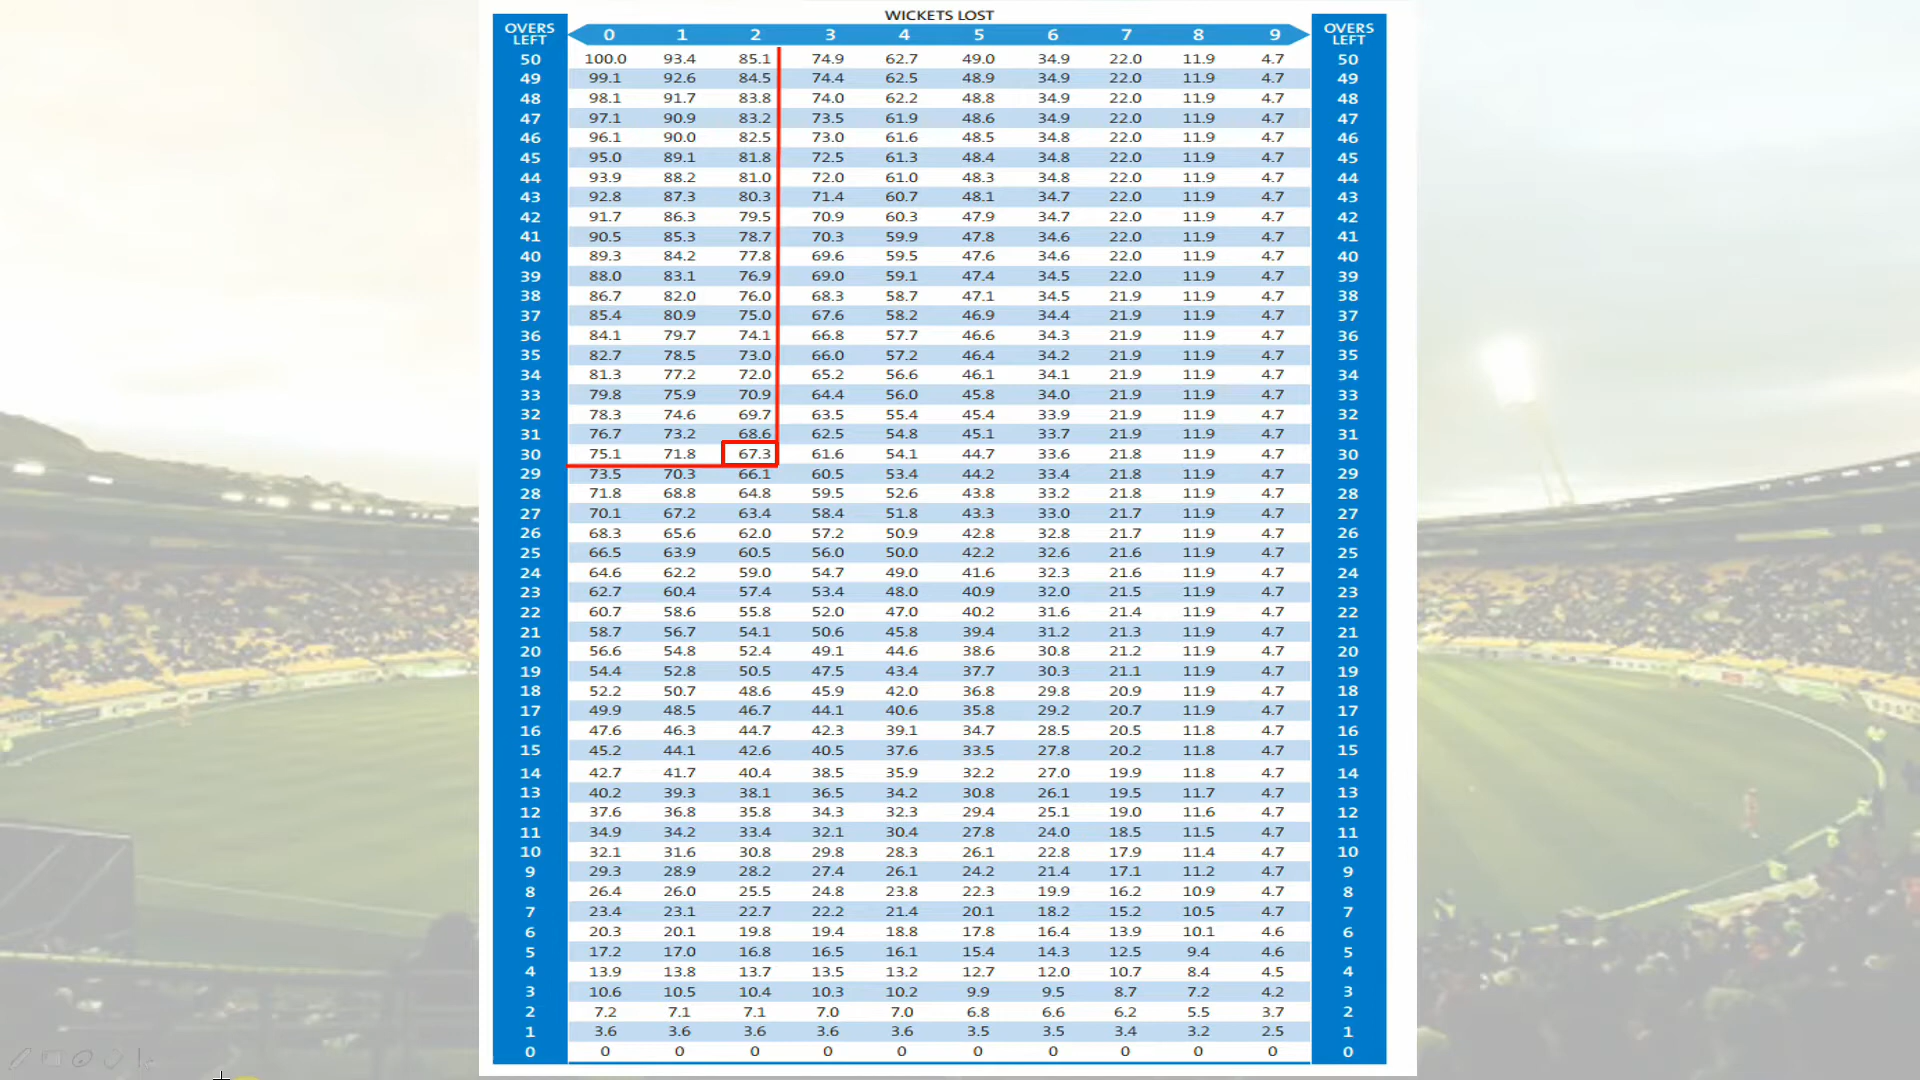 WICKETS LOST
OVERS LEFT 0 1 2 3 4 5 6 7 8 9 OVERS LEFT
50 100.0 93.4 85.1 74.9 62.7 49.0 34.9 22.0 11.9 4.7 50
49 99.1 92.6 84.5 74.4 62.5 48.9 34.9 22.0 11.9 4.7 49
48 98.1 91.7 83.8 74.0 62.2 48.8 34.9 22.0 11.9 4.7 48
47 97.1 90.9 83.2 73.5 61.9 48.6 34.9 22.0 11.9 4.7 47
46 96.1 90.0 82.5 73.0 61.6 48.5 34.8 22.0 11.9 4.7 46
45 95.0 89.1 81.8 72.5 61.3 48.4 34.8 22.0 11.9 4.7 45
44 93.9 88.2 81.0 72.0 61.0 48.3 34.8 22.0 11.9 4.7 44
43 92.8 87.3 80.3 71.4 60.7 48.1 34.7 22.0 11.9 4.7 43
42 91.7 86.3 79.5 70.9 60.3 47.9 34.7 22.0 11.9 4.7 42
41 90.5 85.3 78.7 70.3 59.9 47.8 34.6 22.0 11.9 4.7 41
40 89.3 84.2 77.8 69.6 59.5 47.6 34.6 22.0 11.9 4.7 40
39 88.0 83.1 76.9 69.0 59.1 47.4 34.5 22.0 11.9 4.7 39
38 86.7 82.0 76.0 68.3 58.7 47.1 34.5 21.9 11.9 4.7 38
37 85.4 80.9 75.0 67.6 58.2 46.9 34.4 21.9 11.9 4.7 37
36 84.1 79.7 74.1 66.8 57.7 46.6 34.3 21.9 11.9 4.7 36
35 82.7 78.5 73.0 66.0 57.2 46.4 34.2 21.9 11.9 4.7 35
34 81.3 77.2 72.0 65.2 56.6 46.1 34.1 21.9 11.9 4.7 34
33 79.8 75.9 70.9 64.4 56.0 45.8 34.0 21.9 11.9 4.7 33
32 78.3 74.6 69.7 63.5 55.4 45.4 33.9 21.9 11.9 4.7 32
31 76.7 73.2 68.6 62.5 54.8 45.1 33.7 21.9 11.9 4.7 31
30 75.1 71.8 67.3 61.6 54.1 44.7 33.6 21.8 11.9 4.7 30
29 73.5 70.3 66.1 60.5 53.4 44.2 33.4 21.8 11.9 4.7 29
28 71.8 68.8 64.8 59.5 52.6 43.8 33.2 21.8 11.9 4.7 28
27 70.1 67.2 63.4 58.4 51.8 43.3 33.0 21.7 11.9 4.7 27
26 68.3 65.6 62.0 57.2 50.9 42.8 32.8 21.7 11.9 4.7 26
25 66.5 63.9 60.5 56.0 50.0 42.2 32.6 21.6 11.9 4.7 25
24 64.6 62.2 59.0 54.7 49.0 41.6 32.3 21.6 11.9 4.7 24
23 62.7 60.4 57.4 53.4 48.0 40.9 32.0 21.5 11.9 4.7 23
22 60.7 58.6 55.8 52.0 47.0 40.2 31.6 21.4 11.9 4.7 22
21 58.7 56.7 54.1 50.6 45.8 39.4 31.2 21.3 11.9 4.7 21
20 56.6 54.8 52.4 49.1 44.6 38.6 30.8 21.2 11.9 4.7 20
19 54.4 52.8 50.5 47.5 43.4 37.7 30.3 21.1 11.9 4.7 19
18 52.2 50.7 48.6 45.9 42.0 36.8 29.8 20.9 11.9 4.7 18
17 49.9 48.5 46.7 44.1 40.6 35.8 29.2 20.7 11.9 4.7 17
16 47.6 46.3 44.7 42.3 39.1 34.7 28.5 20.5 11.8 4.7 16
15 45.2 44.1 42.6 40.5 37.6 33.5 27.8 20.2 11.8 4.7 15
14 42.7 41.7 40.4 38.5 35.9 32.2 27.0 19.9 11.8 4.7 14
13 40.2 39.3 38.1 36.5 34.2 30.8 26.1 19.5 11.7 4.7 13
12 37.6 36.8 35.8 34.3 32.3 29.4 25.1 19.0 11.6 4.7 12
11 34.9 34.2 33.4 32.1 30.4 27.8 24.0 18.5 11.5 4.7 11
10 32.1 31.6 30.8 29.8 28.3 26.1 22.8 17.9 11.4 4.7 10
9 29.3 28.9 28.2 27.4 26.1 24.2 21.4 17.1 11.2 4.7 9
8 26.4 26.0 25.5 24.8 23.8 22.3 19.9 16.2 10.9 4.7 8
7 23.4 23.1 22.7 22.2 21.4 20.1 18.2 15.2 10.5 4.7 7
6 20.3 20.1 19.8 19.4 18.8 17.8 16.4 13.9 10.1 4.6 6
5 17.2 17.0 16.8 16.5 16.1 15.4 14.3 12.5 9.4 4.6 5
4 13.9 13.8 13.7 13.5 13.2 12.7 12.0 10.7 8.4 4.5 4
3 10.6 10.5 10.4 10.3 10.2 9.9 9.5 8.7 7.2 4.2 3
2 7.2 7.1 7.1 7.0 7.0 6.8 6.6 6.2 5.5 3.7 2
1 3.6 3.6 3.6 3.6 3.6 3.5 3.5 3.4 3.2 2.5 1
0 0 0 0 0 0 0 0 0 0 0 0